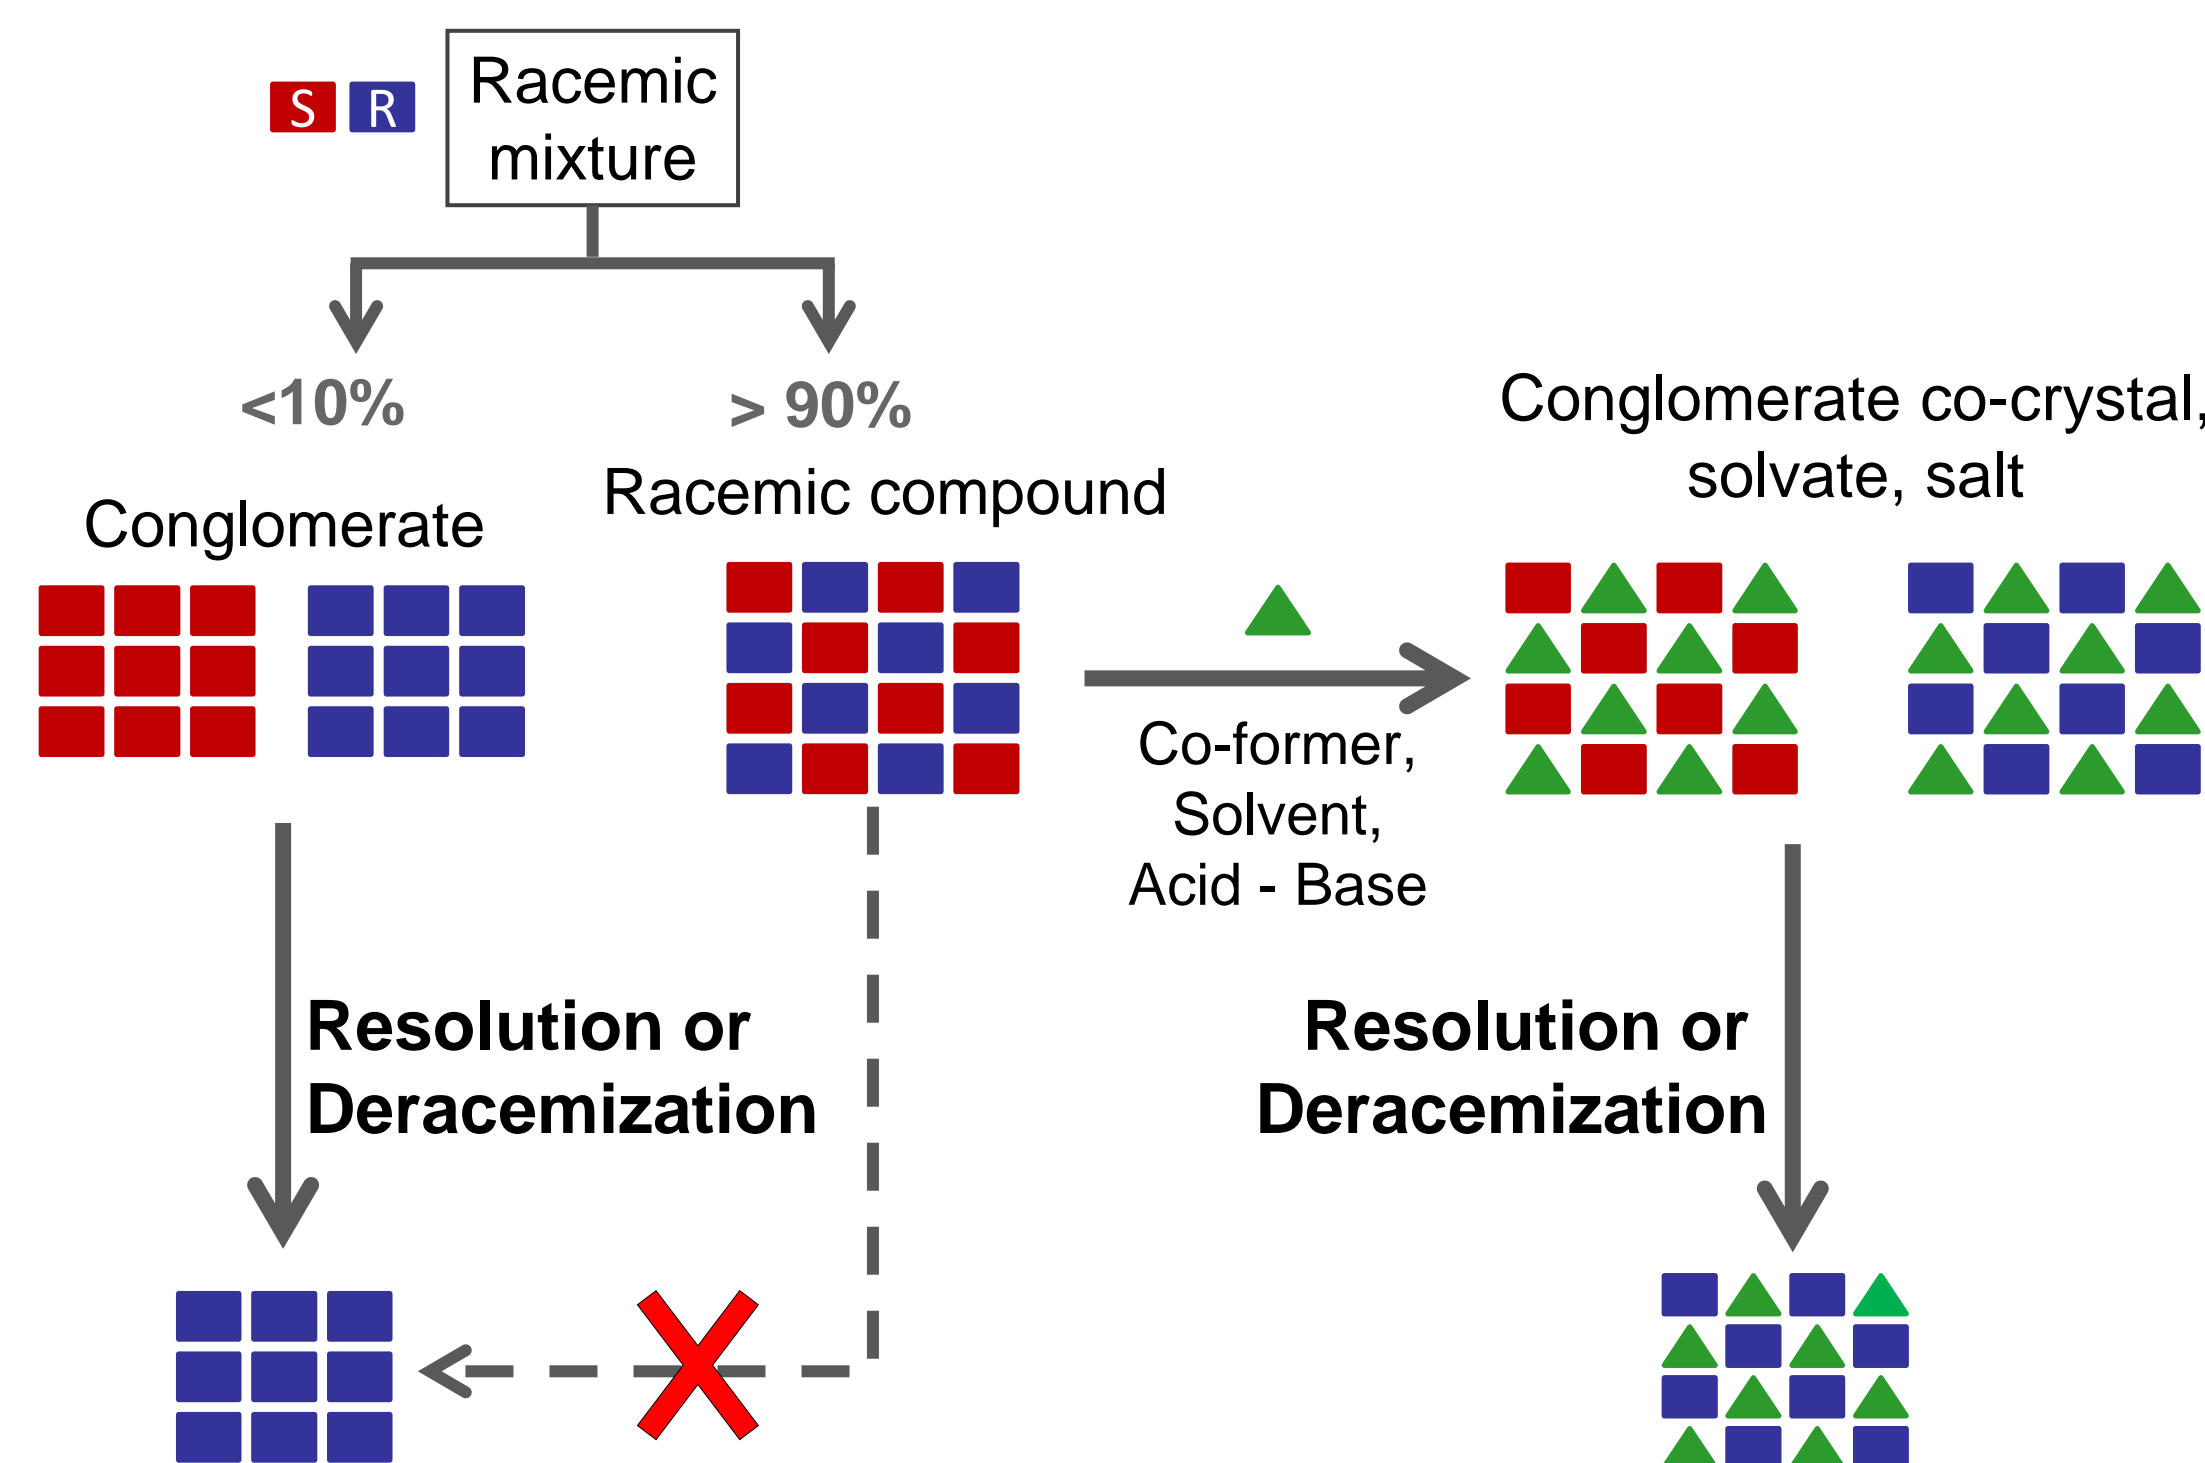 S R
Racemic
mixture
<10%
> 90%
Conglomerate
Racemic compound
Conglomerate co-crystal,
solvate, salt
Co-former,
Solvent,
Acid - Base
Resolution or
Deracemization
Resolution or
Deracemization